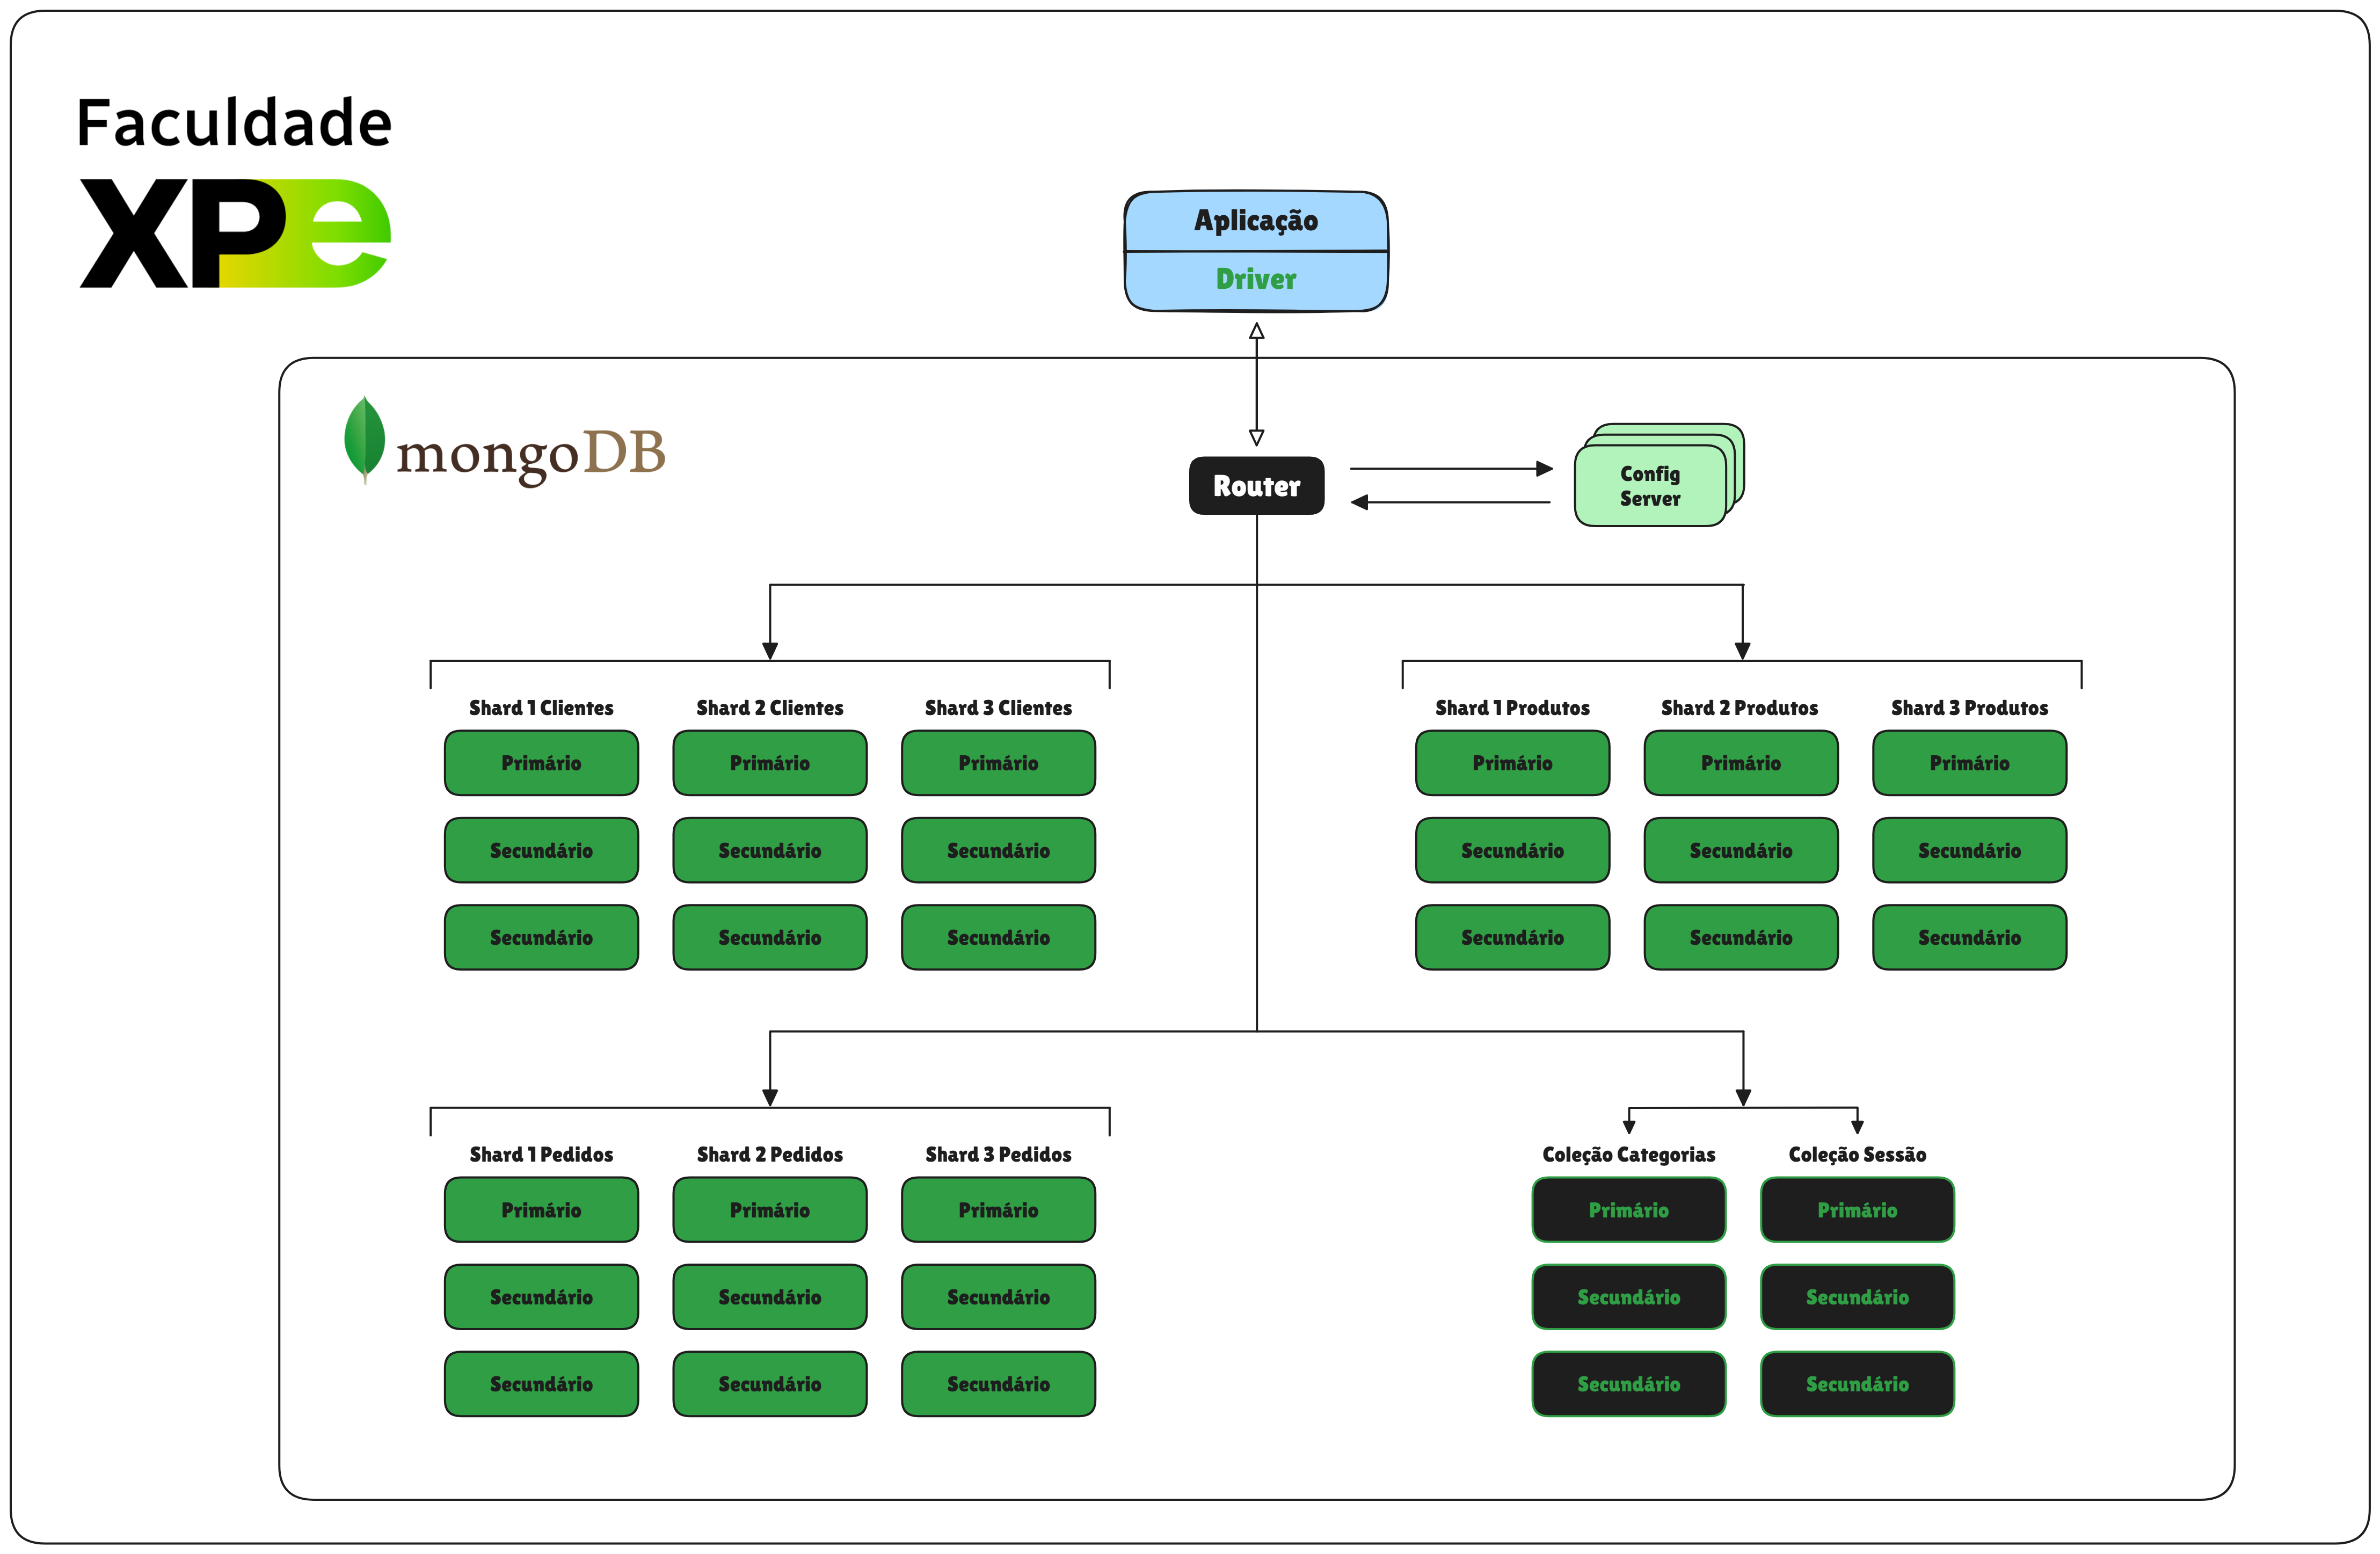 Faculdade
XPe
Aplicação
Driver
mongoDB
Router
Config
Server
Shard 1 Clientes
Shard 2 Clientes
Shard 3 Clientes
Primário
Primário
Primário
Secundário
Secundário
Secundário
Secundário
Secundário
Secundário
Shard 1 Produtos
Shard 2 Produtos
Shard 3 Produtos
Primário
Primário
Primário
Secundário
Secundário
Secundário
Secundário
Secundário
Secundário
Shard 1 Pedidos
Shard 2 Pedidos
Shard 3 Pedidos
Primário
Primário
Primário
Secundário
Secundário
Secundário
Secundário
Secundário
Secundário
Coleção Categorias
Coleção Sessão
Primário
Primário
Secundário
Secundário
Secundário
Secundário